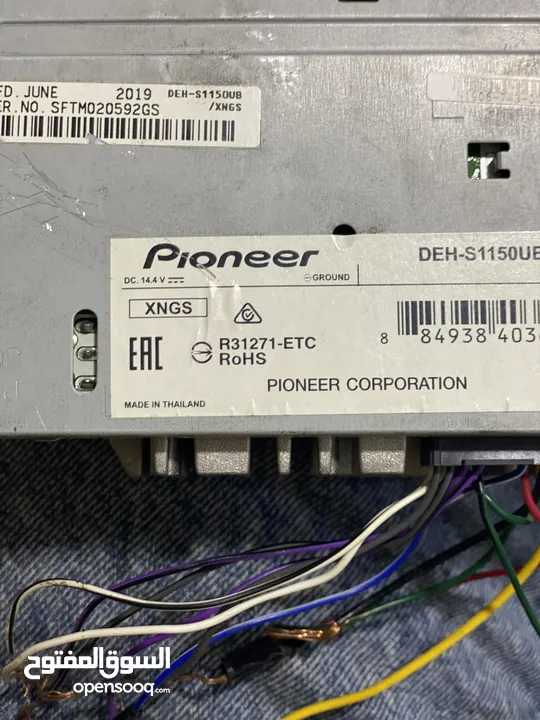 FD. JUNE 2019 DEH-S1150UB
ER.NO. SFTM020592GS /XNGS
Pioneer
DEH-S1150UB
DC. 14.4 V
GROUND
XNGS
EAC
R31271-ETC
RoHS
8 84938 403
PIONEER CORPORATION
MADE IN THAILAND
السوق المفتوح
opensooq.com